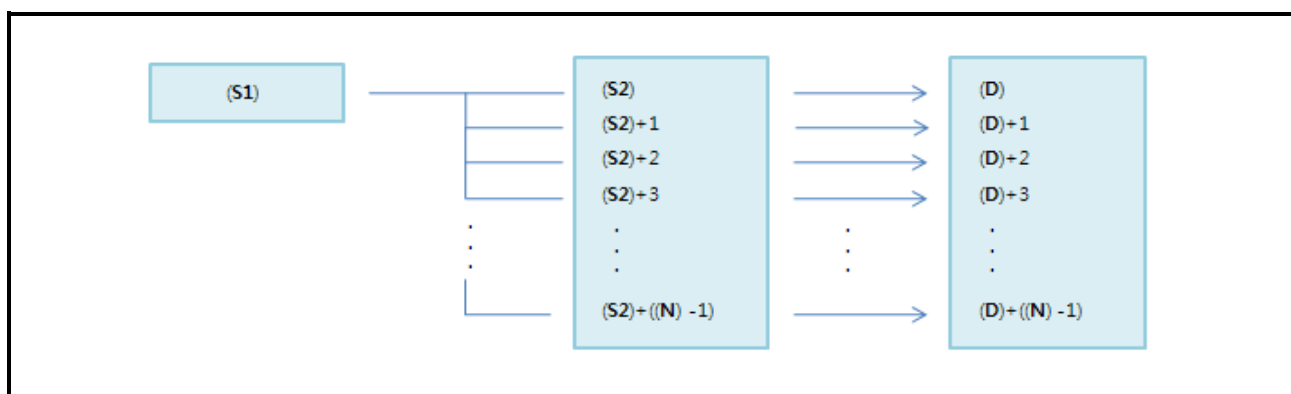 (S1)
(S2) (D)
(S2)+1 (D)+1
(S2)+2 (D)+2
(S2)+3 (D)+3
. . . .
. . . .
. . . .
(S2)+((N) -1) (D)+((N) -1)